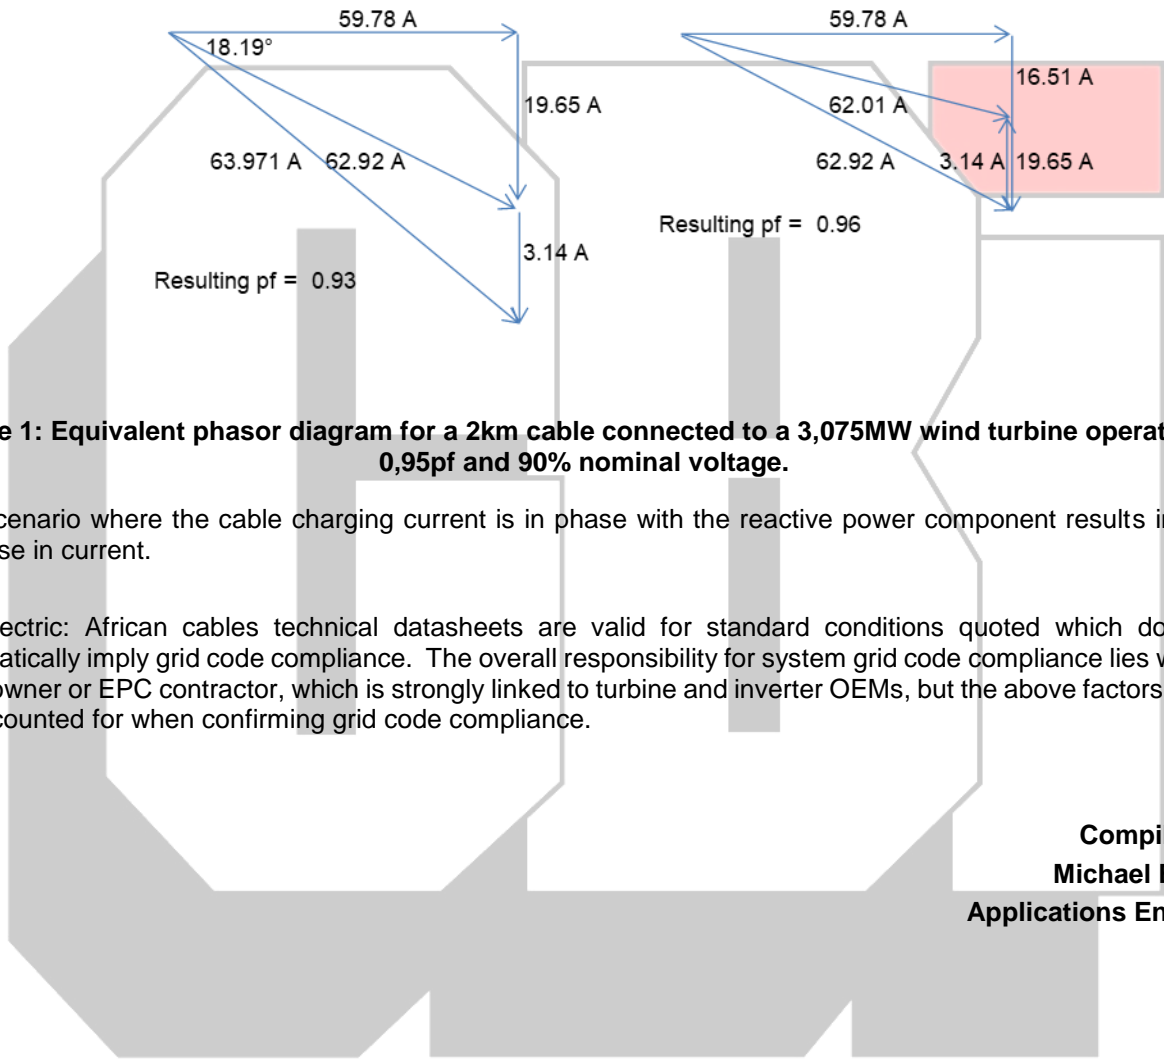 59.78 A
18.19°
19.65 A
63.971 A 62.92 A
3.14 A
Resulting pf = 0.93
59.78 A
16.51 A
62.01 A
62.92 A 3.14 A 19.65 A
Resulting pf = 0.96
e 1: Equivalent phasor diagram for a 2km cable connected to a 3,075MW wind turbine operat
0,95pf and 90% nominal voltage.
cenario where the cable charging current is in phase with the reactive power component results in
se in current.
ectric: African cables technical datasheets are valid for standard conditions quoted which do
atically imply grid code compliance. The overall responsibility for system grid code compliance lies w
owner or EPC contractor, which is strongly linked to turbine and inverter OEMs, but the above factors
counted for when confirming grid code compliance.
Compi
Michael
Applications En